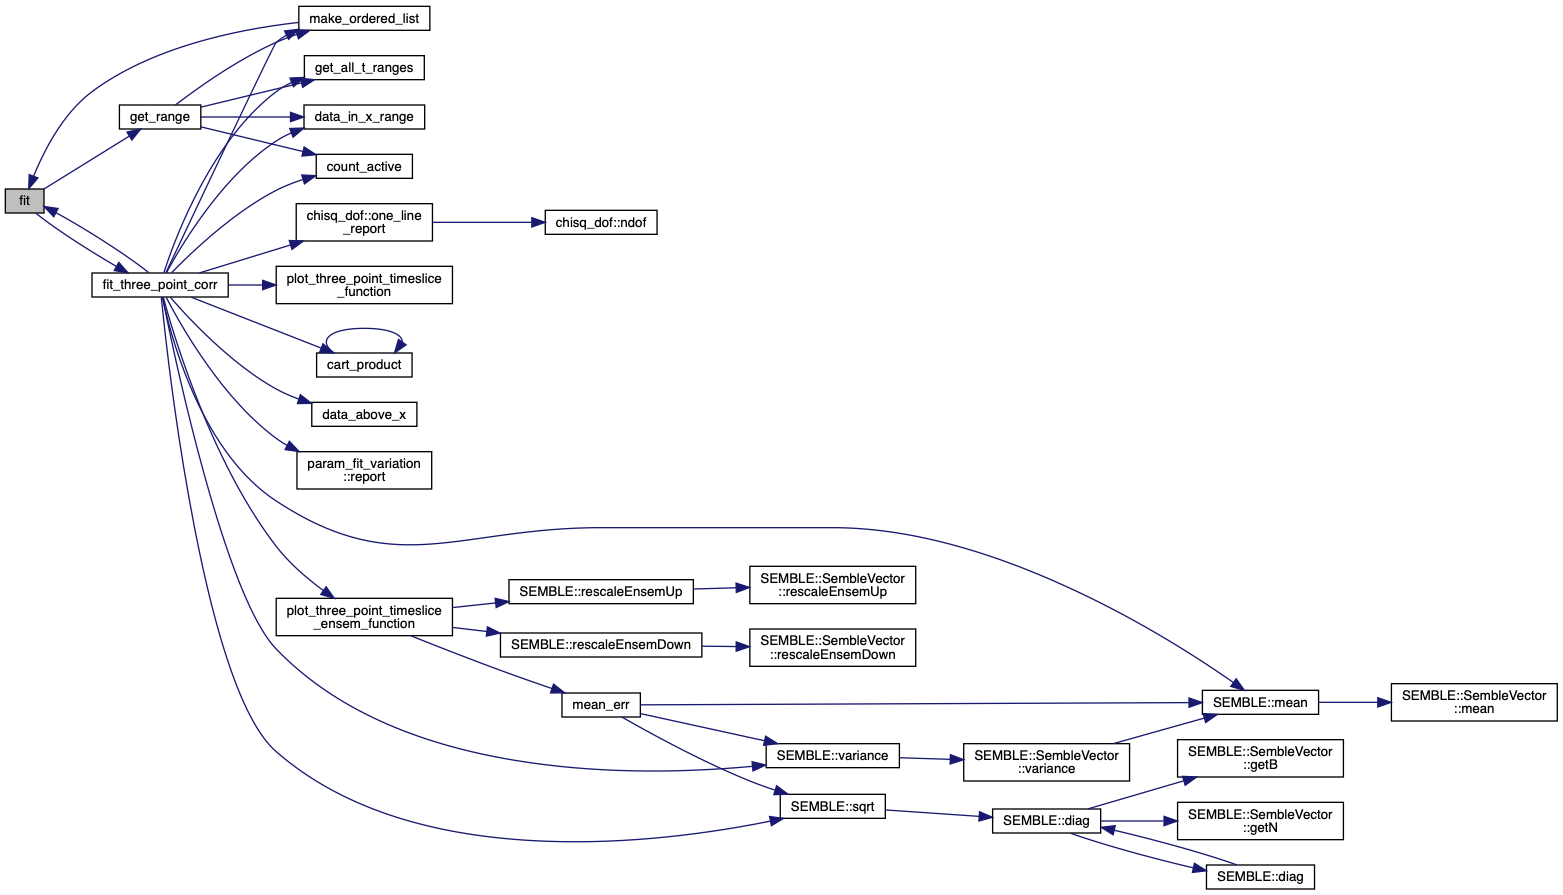 make_ordered_list
get_all_t_ranges
get_range
data_in_x_range
count_active
fit
chisq_dof::one_line
_report
chisq_dof::ndof
fit_three_point_corr
plot_three_point_timeslice
_function
cart_product
data_above_x
param_fit_variation
::report
plot_three_point_timeslice
_ensem_function
SEMBLE::rescaleEnsemUp
SEMBLE::SembleVector
::rescaleEnsemUp
SEMBLE::rescaleEnsemDown
SEMBLE::SembleVector
::rescaleEnsemDown
mean_err
SEMBLE::mean
SEMBLE::SembleVector
::mean
SEMBLE::variance
SEMBLE::SembleVector
::variance
SEMBLE::SembleVector
::getB
SEMBLE::sqrt
SEMBLE::diag
SEMBLE::SembleVector
::getN
SEMBLE::diag